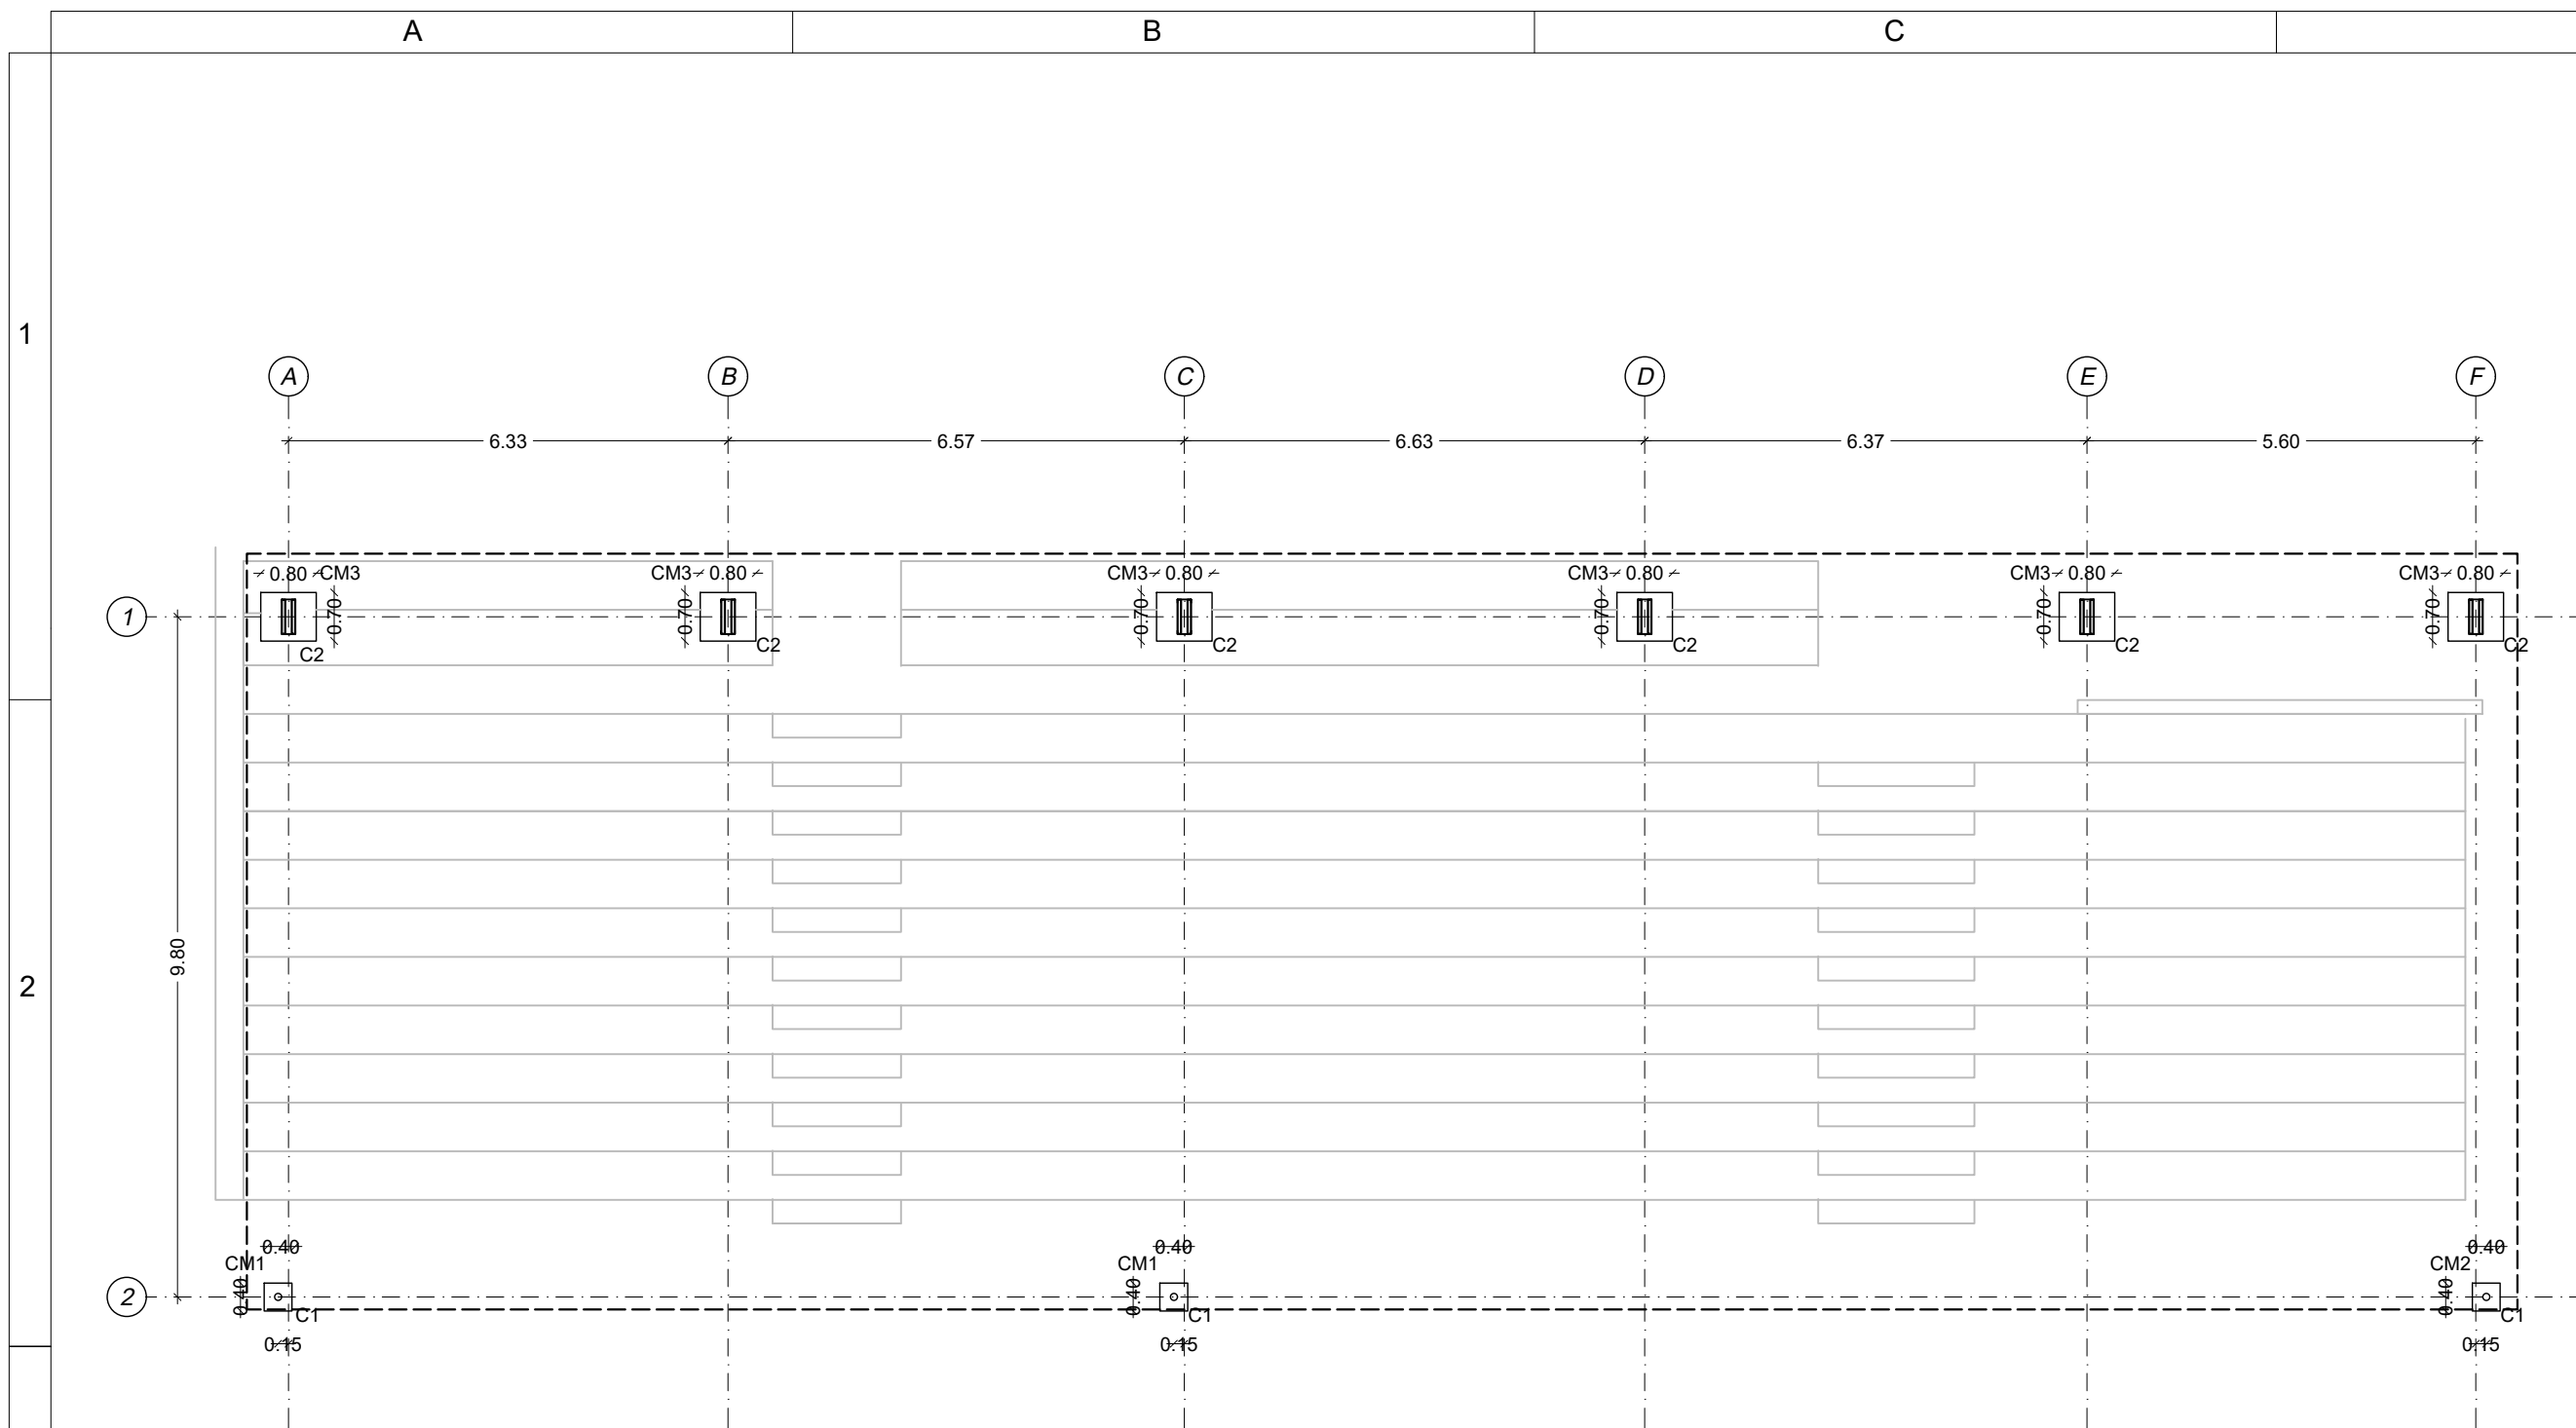 A B C
1
A B C D E F
6.33 6.57 6.63 6.37 5.60
0.80 CM3 CM3 0.80 CM3 0.80 CM3 0.80 CM3 0.80 CM3 0.80
1 0.70 0.70 0.70 0.70 0.70 0.70
C2 C2 C2 C2 C2 C2
9.80
2
0.40 0.40 0.40
CM1 CM1 CM2
2 0.40 0.40 0.40
C1 C1 C1
0.15 0.15 0.15